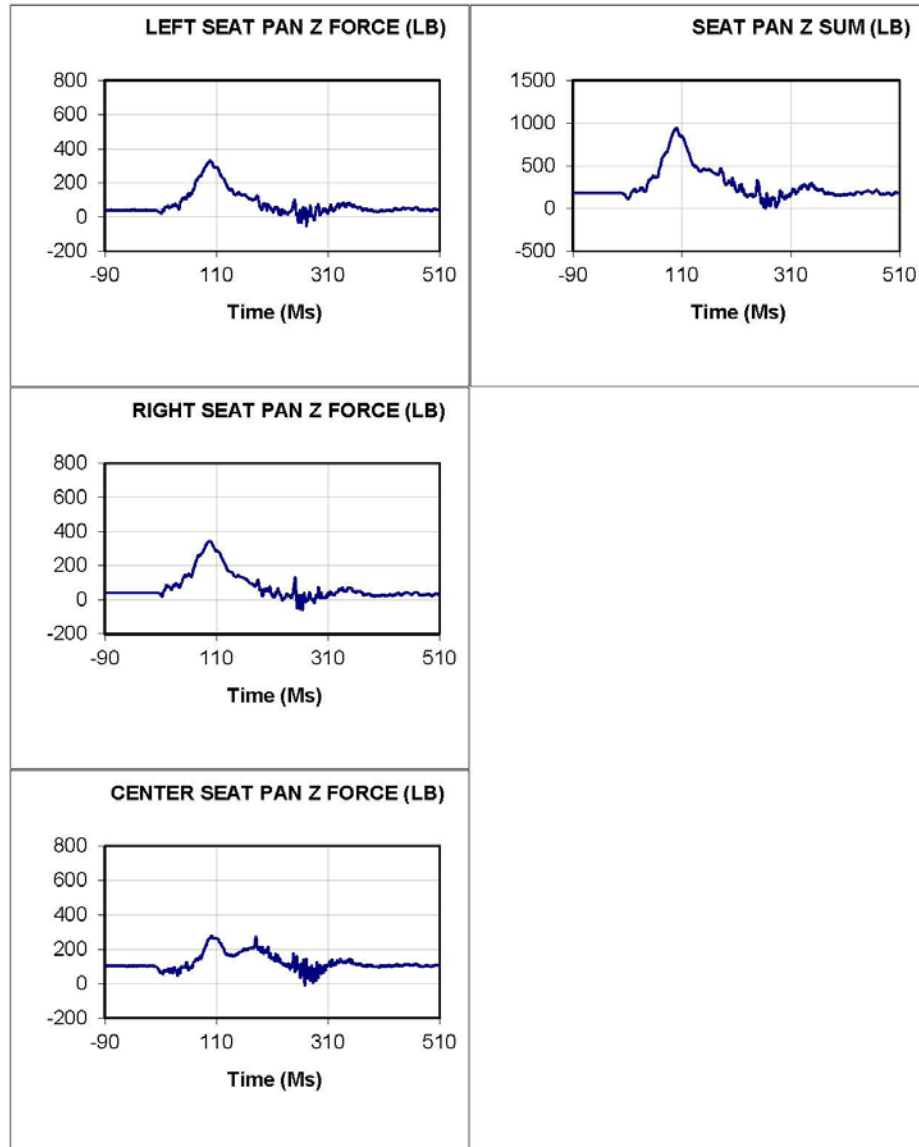 LEFT SEAT PAN Z FORCE (LB)
800
600
400
200
0
-200
-90 110 310 510
Time (Ms)
SEAT PAN Z SUM (LB)
1500
1000
500
0
-500
-90 110 310 510
Time (Ms)
RIGHT SEAT PAN Z FORCE (LB)
800
600
400
200
0
-200
-90 110 310 510
Time (Ms)
CENTER SEAT PAN Z FORCE (LB)
800
600
400
200
0
-200
-90 110 310 510
Time (Ms)